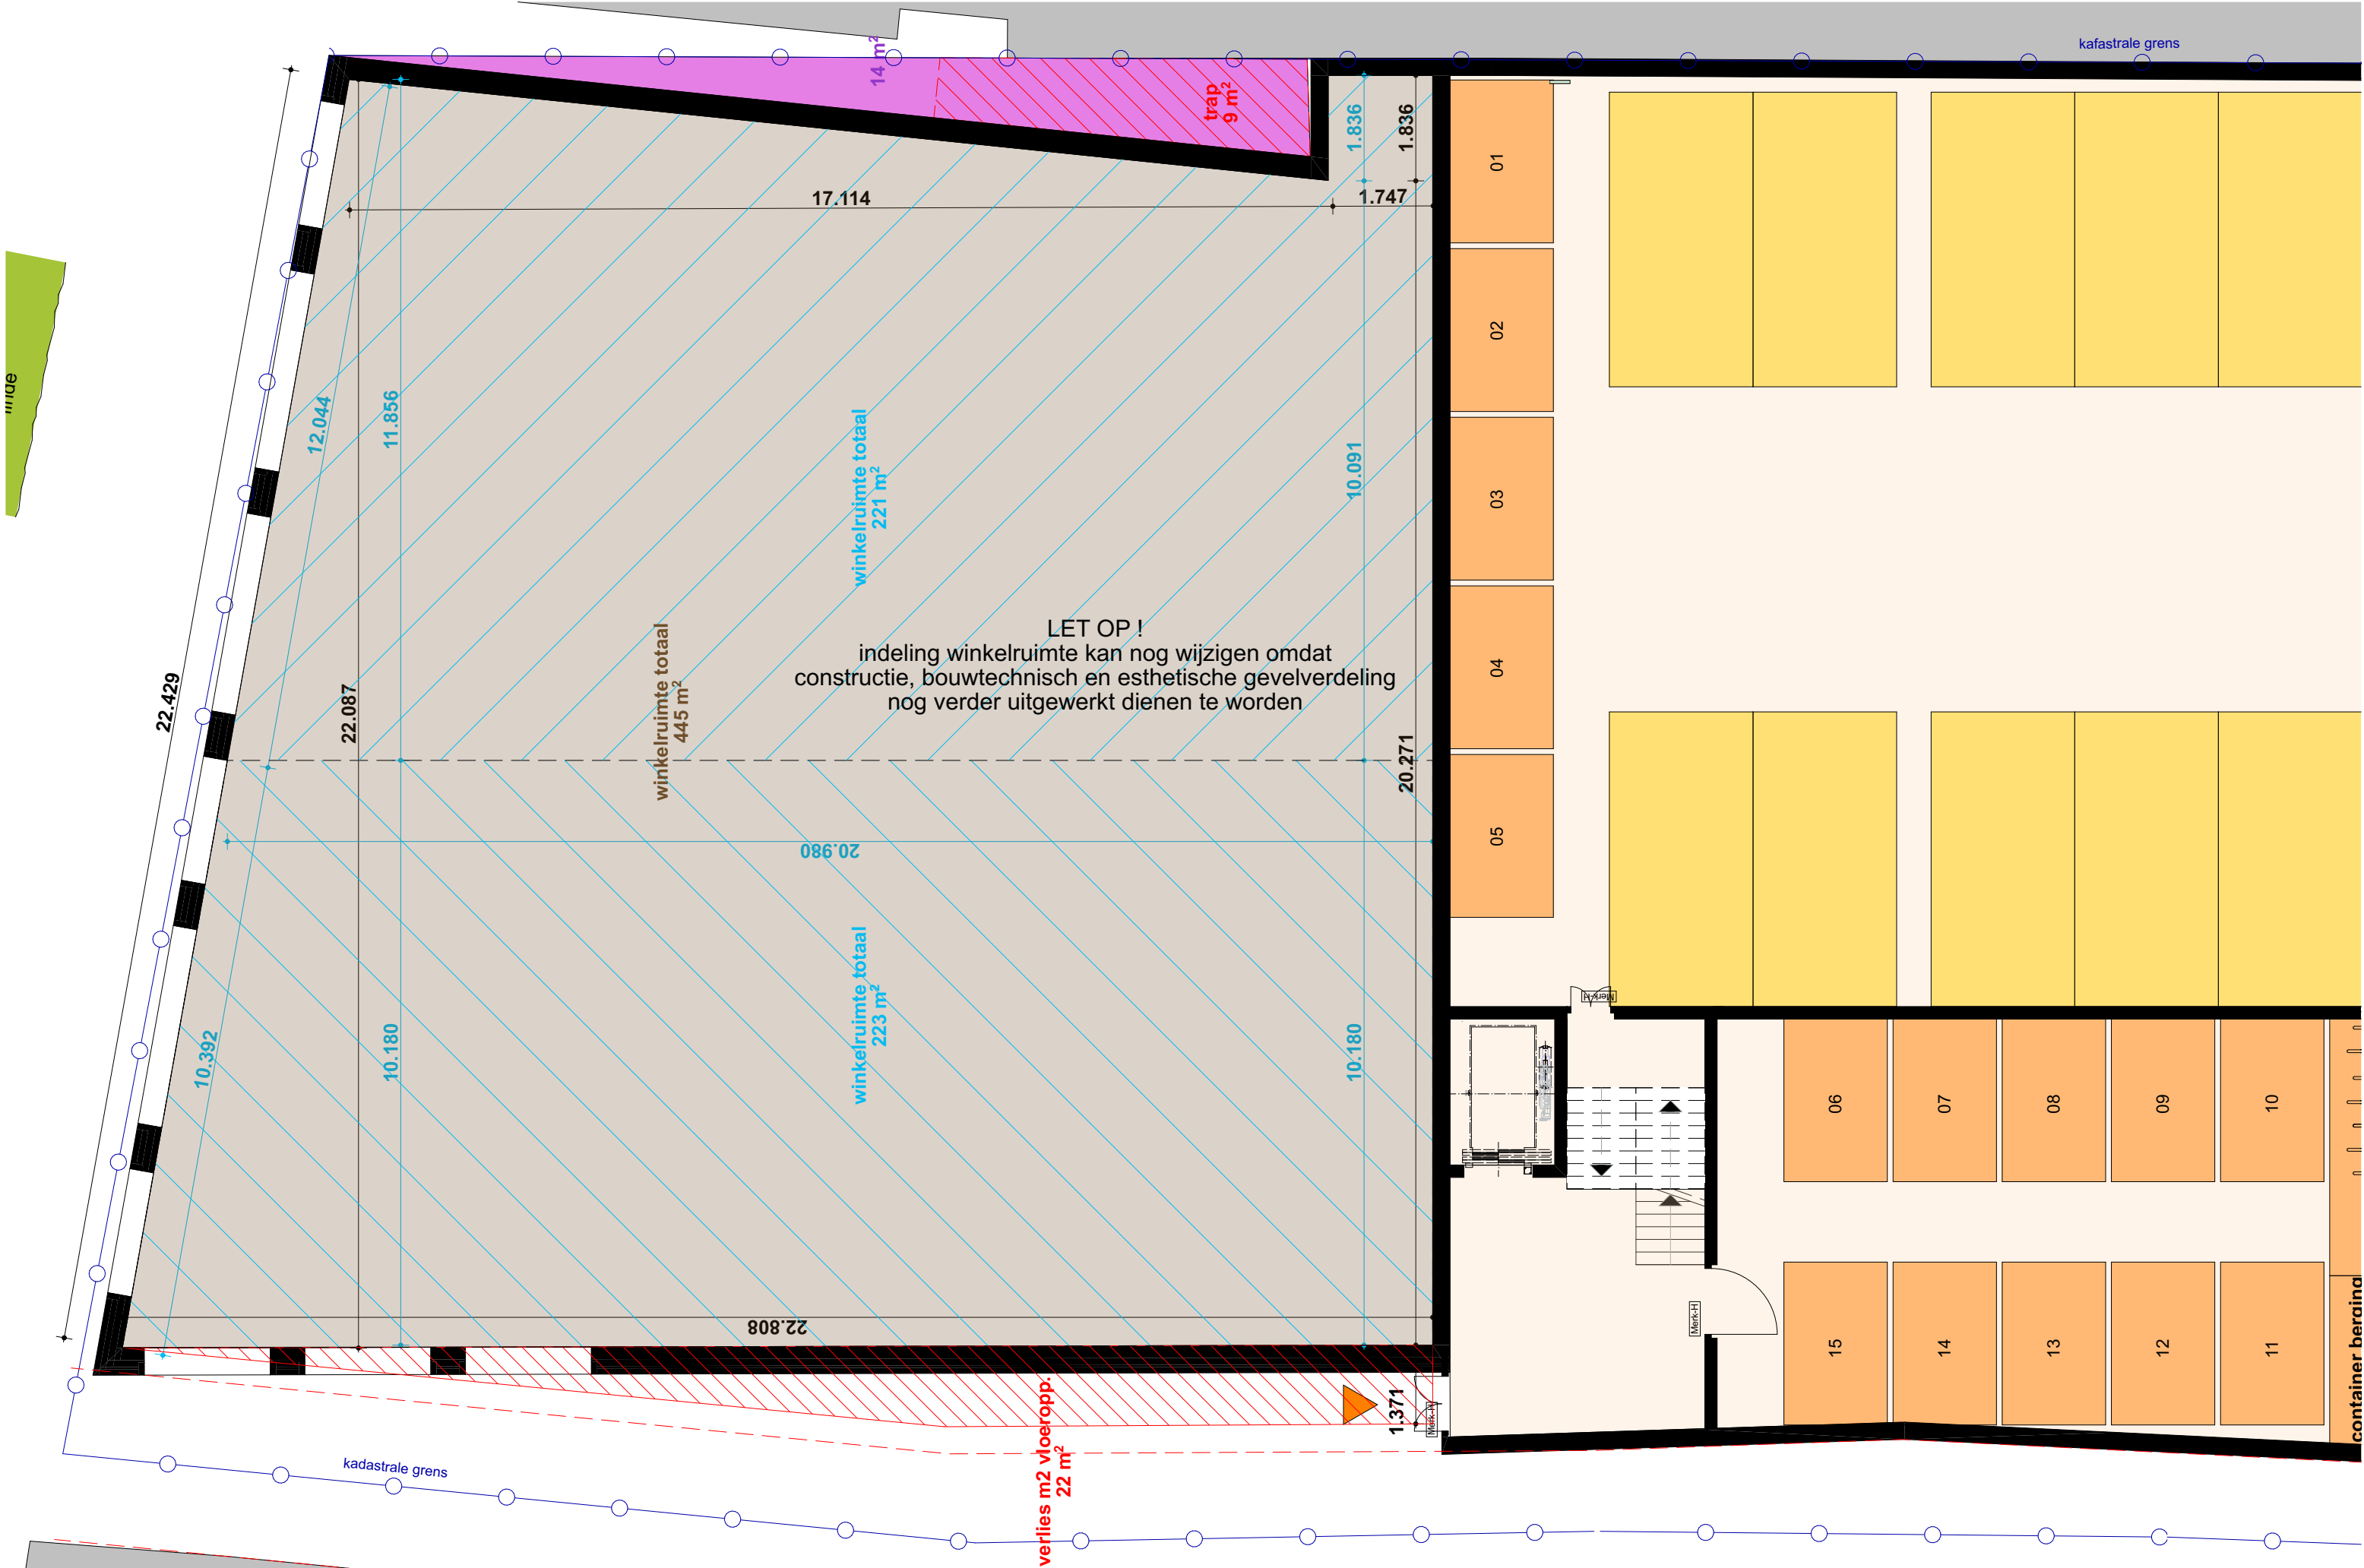 kafastrale grens
14 m²
trap
9 m²
1.836
1.836
01
17.114
1.747
02
linde
12.044
11.856
winkelruimte totaal
221 m²
10.091
03
LET OP !
indeling winkelruimte kan nog wijzigen omdat
constructie, bouwtechnisch en esthetische gevelverdeling
nog verder uitgewerkt dienen te worden
22.429
22.087
winkelruimte totaal
445 m²
04
20.271
05
20.980
winkelruimte totaal
223 m²
Merk-H
10.392
10.180
10.180
06
07
08
09
10
22.808
Merk-H
15
14
13
12
11
container berging
1.371
Merk-H
verlies m2 vloeropp.
22 m²
kadastrale grens